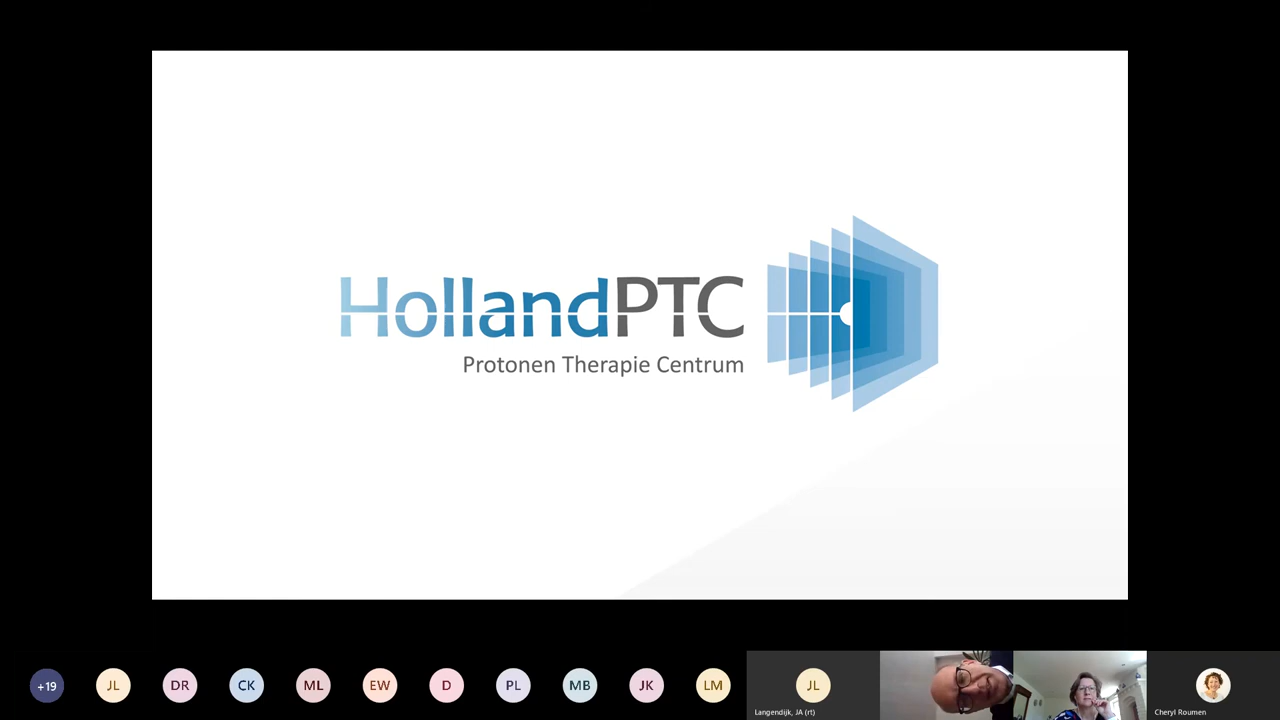 HollandPTC
Protonen Therapie Centrum
+19
JL
DR
CK
ML
EW
D
PL
MB
JK
LM
JL
Langendijk, JA (rt)
Cheryl Roumen